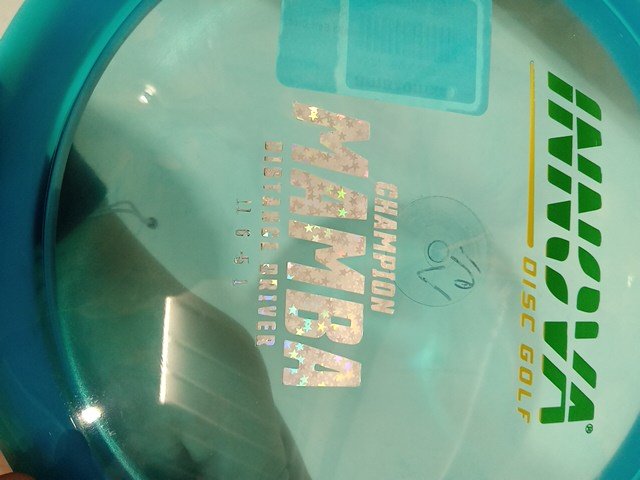 INNOVA®
DISC GOLF
CHAMPION
MAMBA
DISTANCE DRIVER
11 6 -5 1